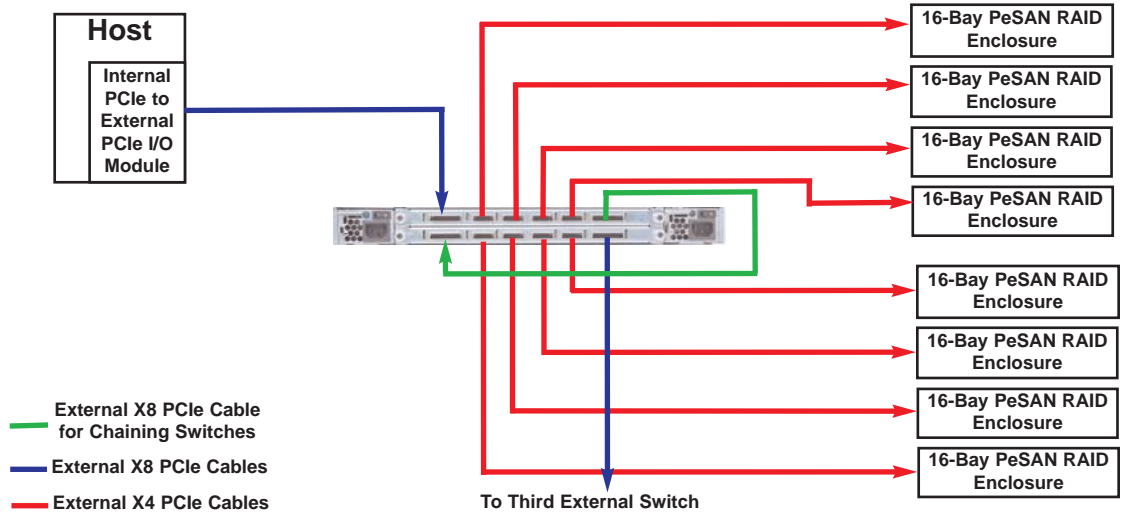 Host
Internal
PCIe to
External
PCIe I/O
Module
16-Bay PeSAN RAID
Enclosure
16-Bay PeSAN RAID
Enclosure
16-Bay PeSAN RAID
Enclosure
16-Bay PeSAN RAID
Enclosure
16-Bay PeSAN RAID
Enclosure
16-Bay PeSAN RAID
Enclosure
16-Bay PeSAN RAID
Enclosure
16-Bay PeSAN RAID
Enclosure
External X8 PCIe Cable
for Chaining Switches
External X8 PCIe Cables
External X4 PCIe Cables
To Third External Switch